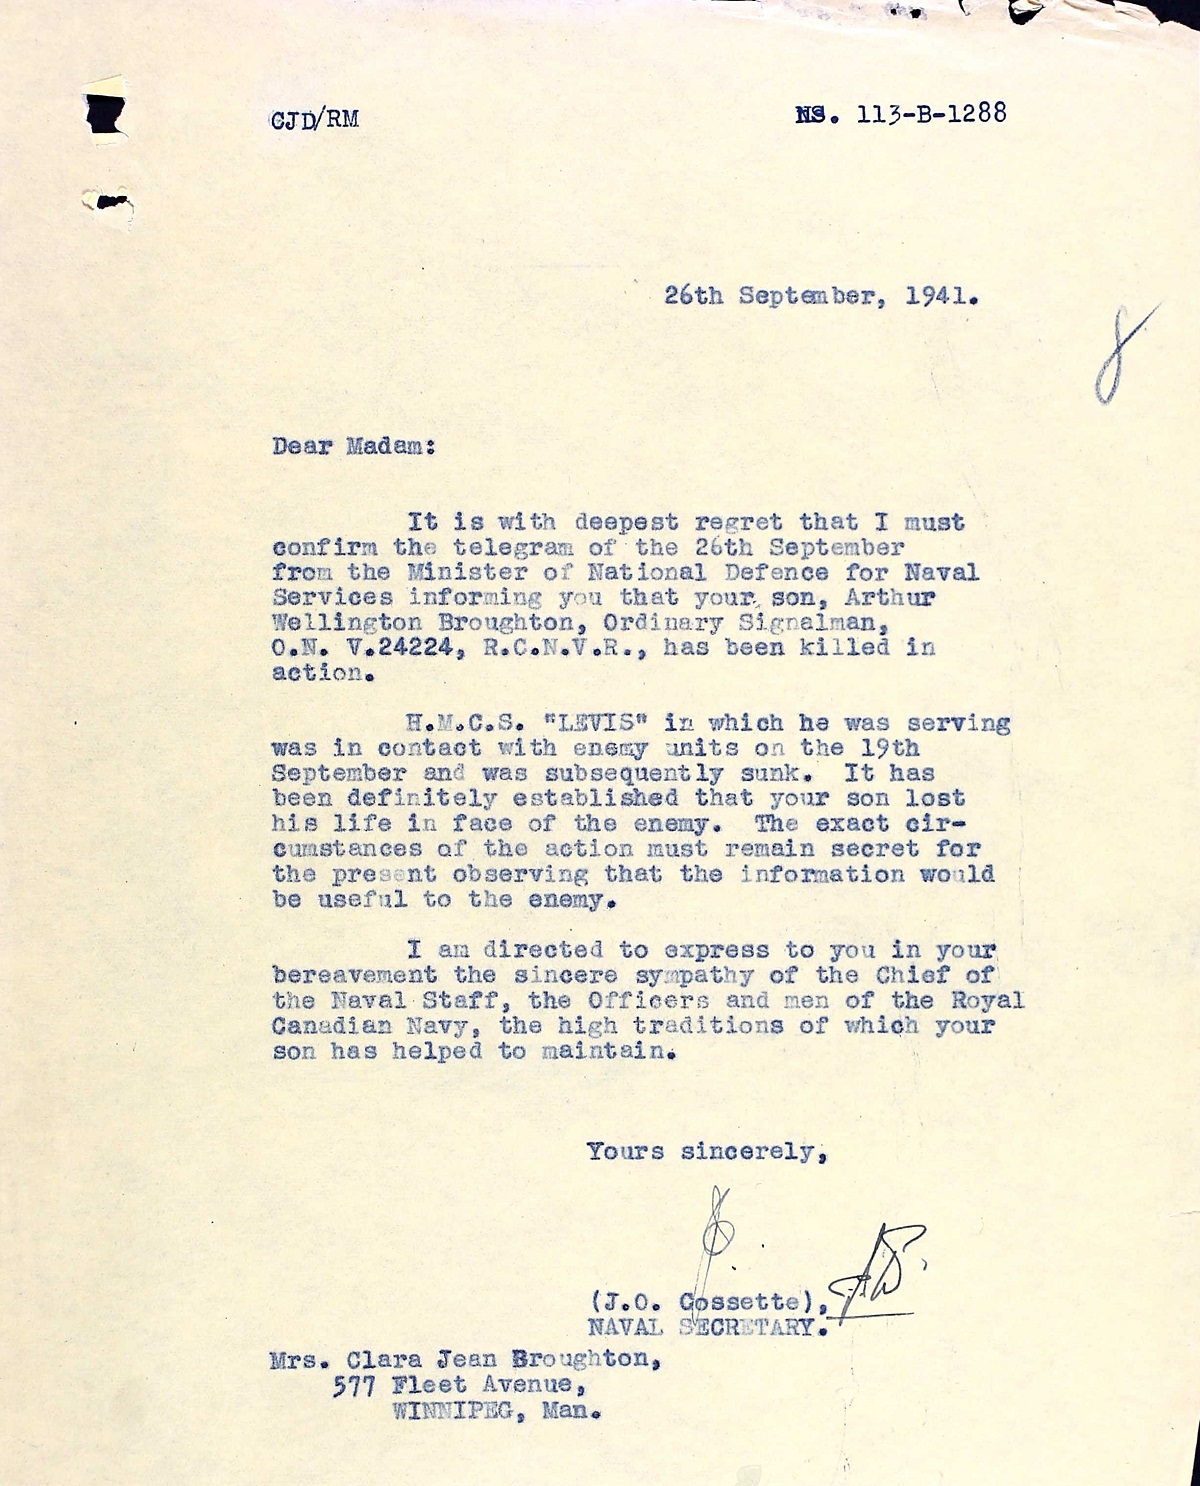 CJD/RM NS. 113-B-1288
26th September, 1941.
8
Dear Madam:
It is with deepest regret that I must
confirm the telegram of the 26th September
from the Minister of National Defence for Naval
Services informing you that your son, Arthur
Wellington Broughton, Ordinary Signalman,
O.N. V.24224, R.C.N.V.R., has been killed in
action.
H.M.C.S. "LEVIS" in which he was serving
was in contact with enemy units on the 19th
September and was subsequently sunk. It has
been definitely established that your son lost
his life in face of the enemy. The exact cir-
cumstances of the action must remain secret for
the present observing that the information would
be useful to the enemy.
I am directed to express to you in your
bereavement the sincere sympathy of the Chief of
the Naval Staff, the Officers and men of the Royal
Canadian Navy, the high traditions of which your
son has helped to maintain.
Yours sincerely,
(J.O. Cossette),
NAVAL SECRETARY.
Mrs. Clara Jean Broughton,
577 Fleet Avenue,
WINNIPEG, Man.